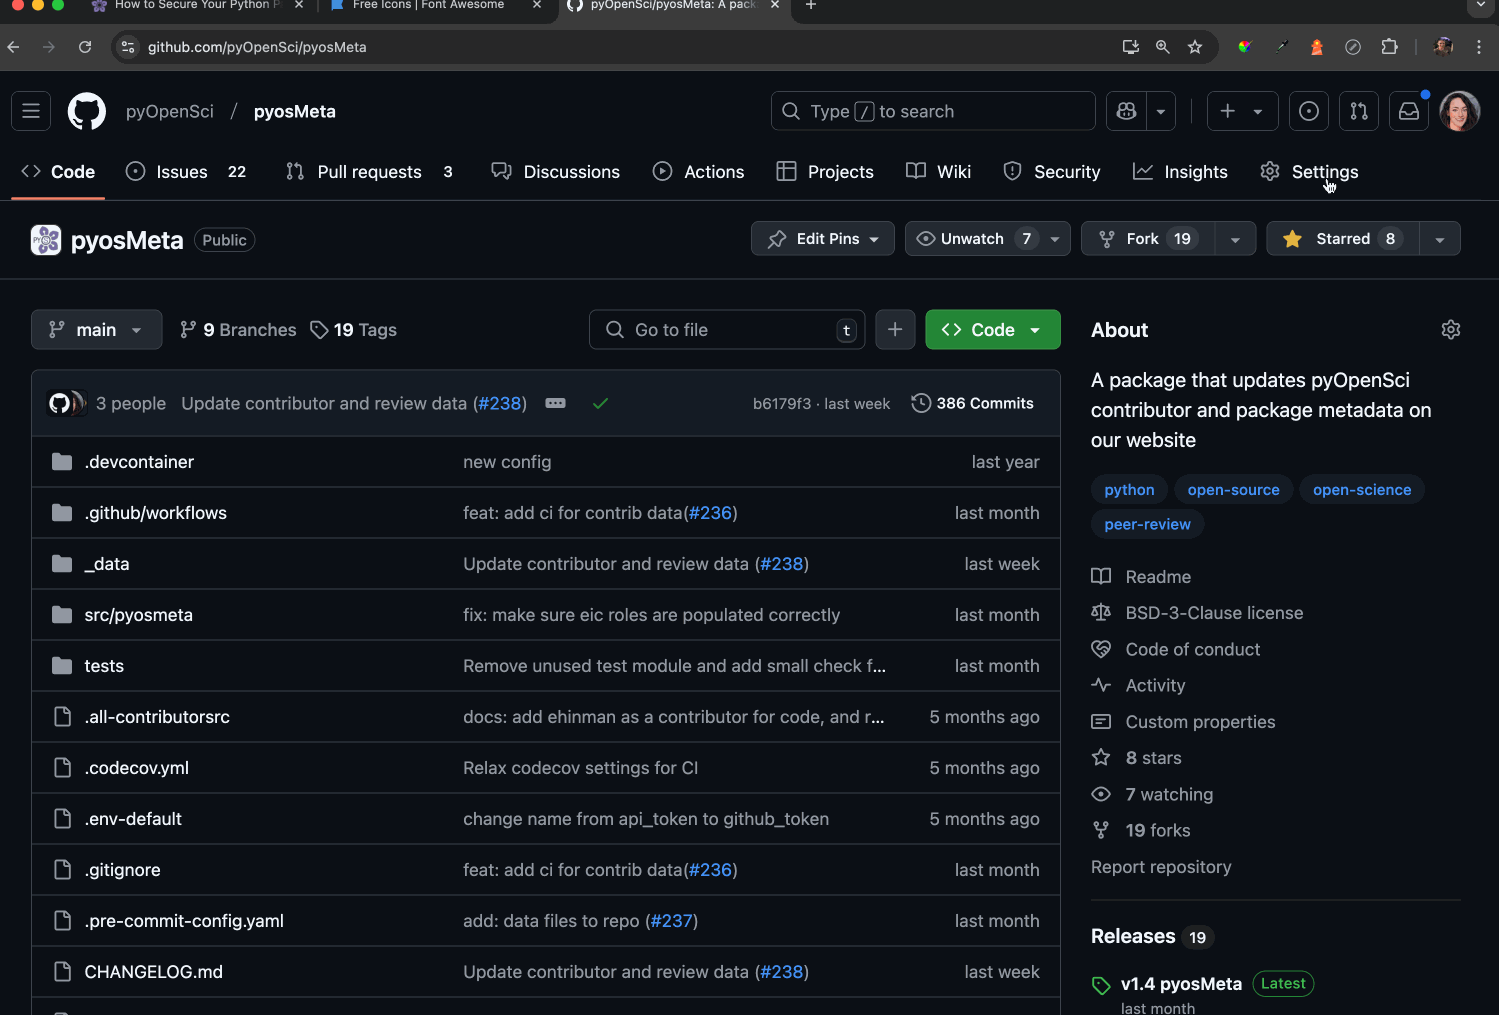 How to Secure Your Python P
Free Icons | Font Awesome
pyOpenSci/pyosMeta: A pack
github.com/pyOpenSci/pyosMeta
pyOpenSci / pyosMeta
Type / to search
Code
Issues 22
Pull requests 3
Discussions
Actions
Projects
Wiki
Security
Insights
Settings
PyOS
pyosMeta Public
Edit Pins
Unwatch 7
Fork 19
Starred 8
main
9 Branches
19 Tags
Go to file t
Code
3 people Update contributor and review data (#238)
b6179f3 · last week
386 Commits
.devcontainer new config last year
.github/workflows feat: add ci for contrib data(#236) last month
_data Update contributor and review data (#238) last week
src/pyosmeta fix: make sure eic roles are populated correctly last month
tests Remove unused test module and add small check f... last month
.all-contributorsrc docs: add ehinman as a contributor for code, and r... 5 months ago
.codecov.yml Relax codecov settings for CI 5 months ago
.env-default change name from api_token to github_token 5 months ago
.gitignore feat: add ci for contrib data(#236) last month
.pre-commit-config.yaml add: data files to repo (#237) last month
CHANGELOG.md Update contributor and review data (#238) last week
About
A package that updates pyOpenSci
contributor and package metadata on
our website
python open-source open-science
peer-review
Readme
BSD-3-Clause license
Code of conduct
Activity
Custom properties
8 stars
7 watching
19 forks
Report repository
Releases 19
v1.4 pyosMeta Latest
last month